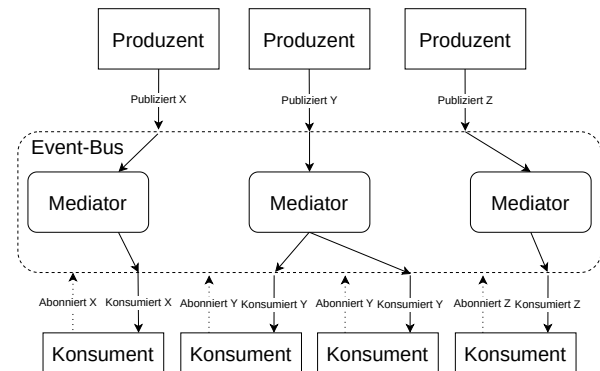 Produzent
Produzent
Produzent
Publiziert X
Publiziert Y
Publiziert Z
Event-Bus
Mediator
Mediator
Mediator
Abonniert X
Konsumiert X
Abonniert Y
Konsumiert Y
Abonniert Y
Konsumiert Y
Abonniert Z
Konsumiert Z
Konsument
Konsument
Konsument
Konsument